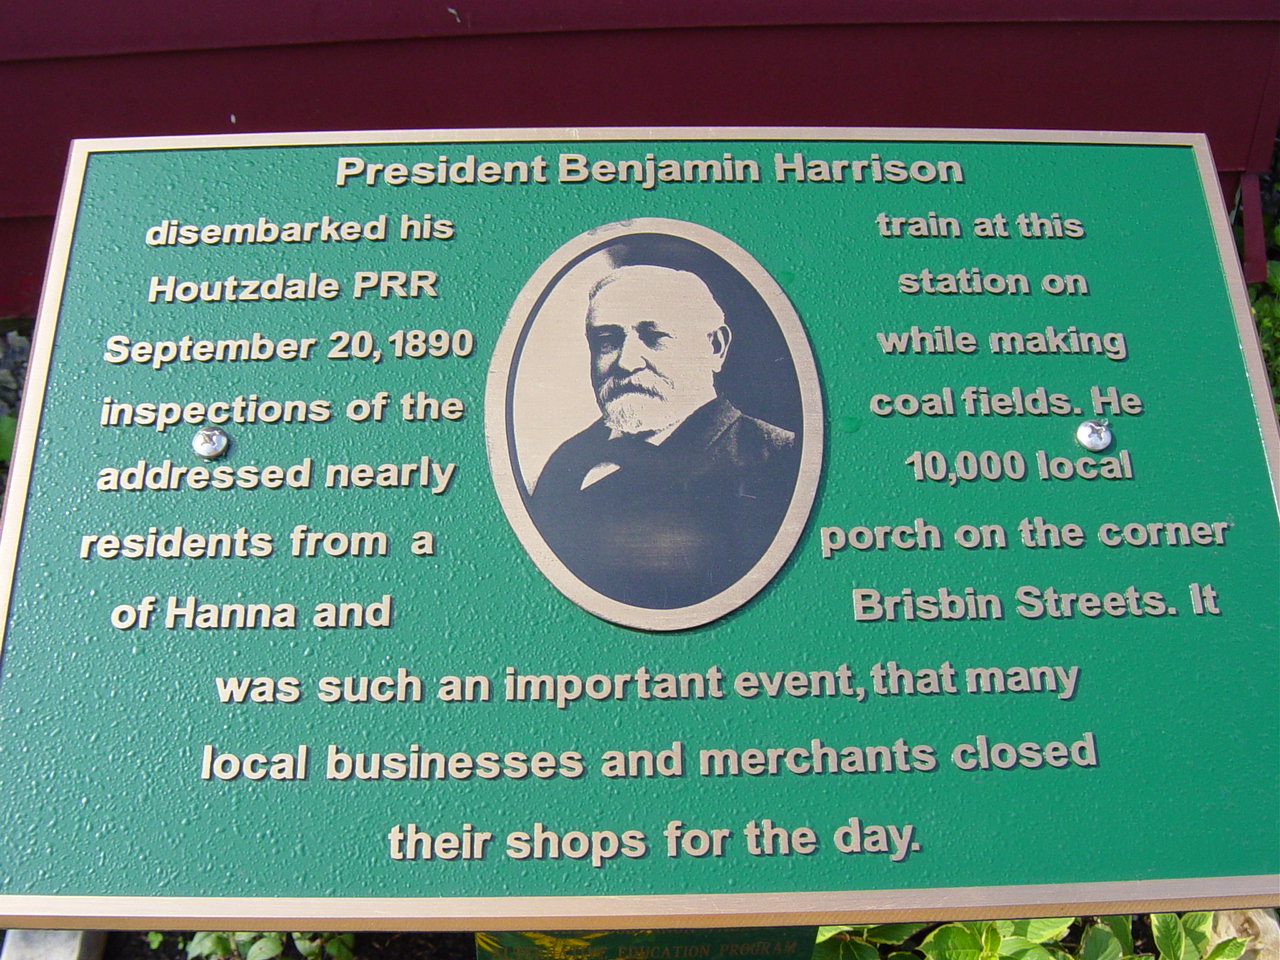 President Benjamin Harrison
disembarked his train at this
Houtzdale PRR station on
September 20, 1890 while making
inspections of the coal fields. He
addressed nearly 10,000 local
residents from a porch on the corner
of Hanna and Brisbin Streets. It
was such an important event, that many
local businesses and merchants closed
their shops for the day.
EDUCATION PROGRAM